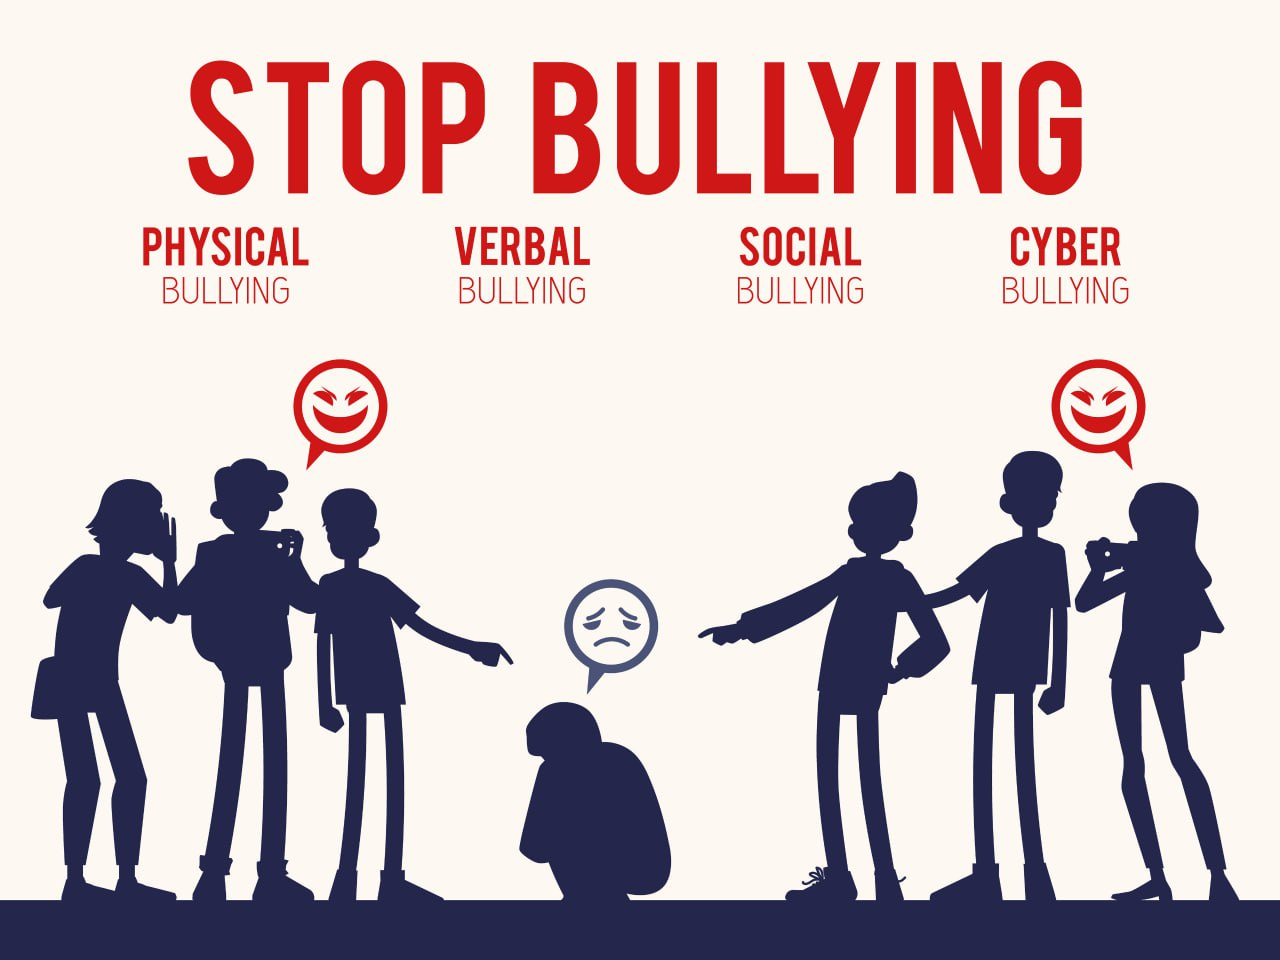 STOP BULLYING
PHYSICAL
BULLYING
VERBAL
BULLYING
SOCIAL
BULLYING
CYBER
BULLYING